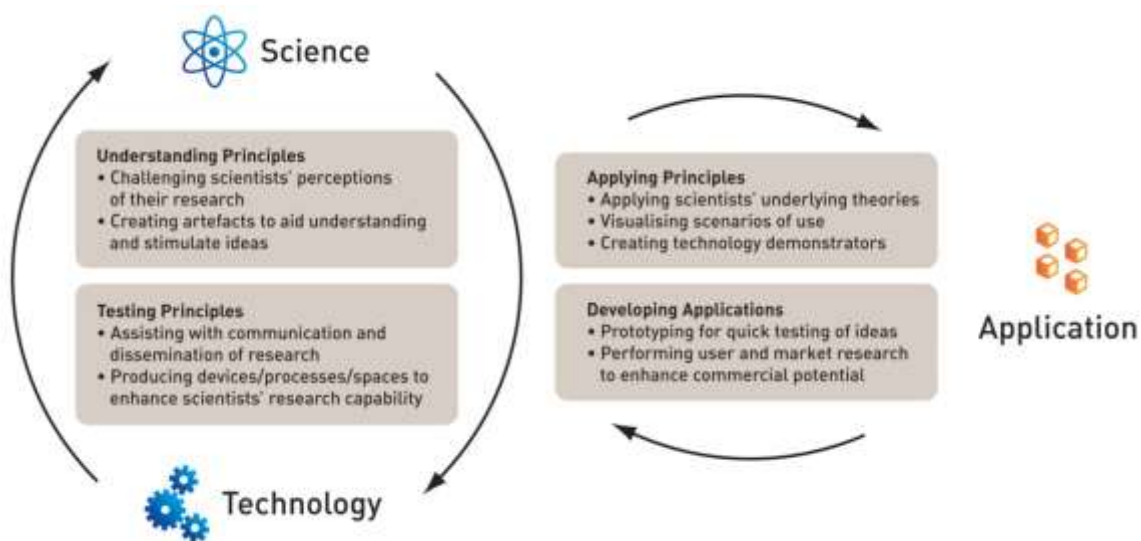 Science
Understanding Principles
• Challenging scientists' perceptions
of their research
• Creating artefacts to aid understanding
and stimulate ideas
Testing Principles
• Assisting with communication and
dissemination of research
• Producing devices/processes/spaces to
enhance scientists' research capability
Technology
Applying Principles
• Applying scientists' underlying theories
• Visualising scenarios of use
• Creating technology demonstrators
Developing Applications
• Prototyping for quick testing of ideas
• Performing user and market research
to enhance commercial potential
Application